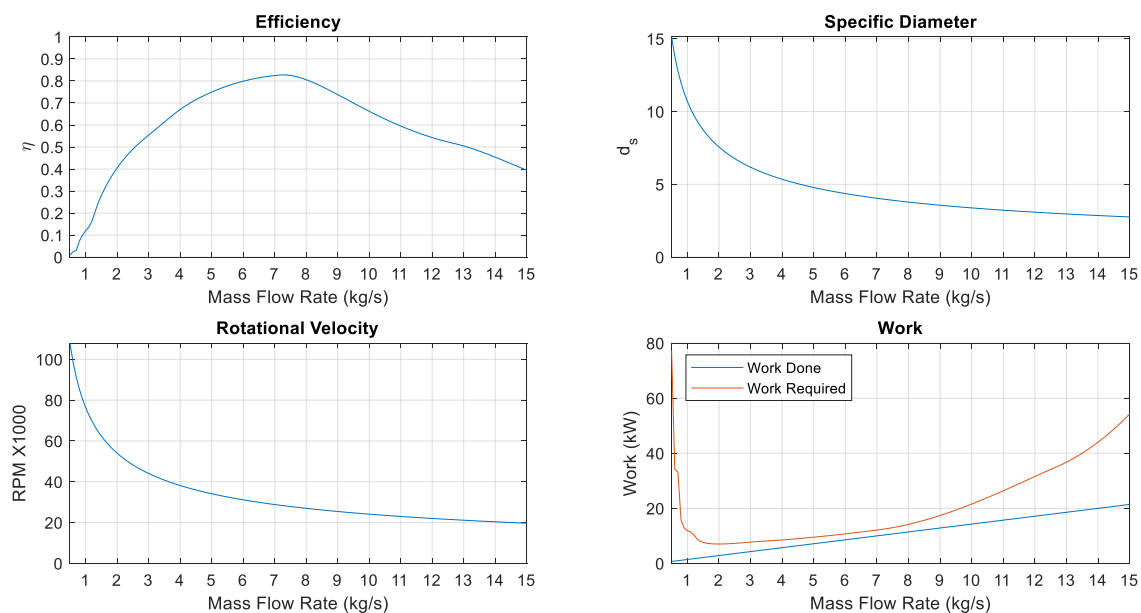 Efficiency
1
0.9
0.8
0.7
0.6
0.5
0.4
0.3
0.2
0.1
0
η
1 2 3 4 5 6 7 8 9 10 11 12 13 14 15
Mass Flow Rate (kg/s)
Specific Diameter
15
10
5
0
d_s
1 2 3 4 5 6 7 8 9 10 11 12 13 14 15
Mass Flow Rate (kg/s)
Rotational Velocity
100
80
60
40
20
0
RPM X1000
1 2 3 4 5 6 7 8 9 10 11 12 13 14 15
Mass Flow Rate (kg/s)
Work
80
60
40
20
0
Work (kW)
Work Done
Work Required
1 2 3 4 5 6 7 8 9 10 11 12 13 14 15
Mass Flow Rate (kg/s)